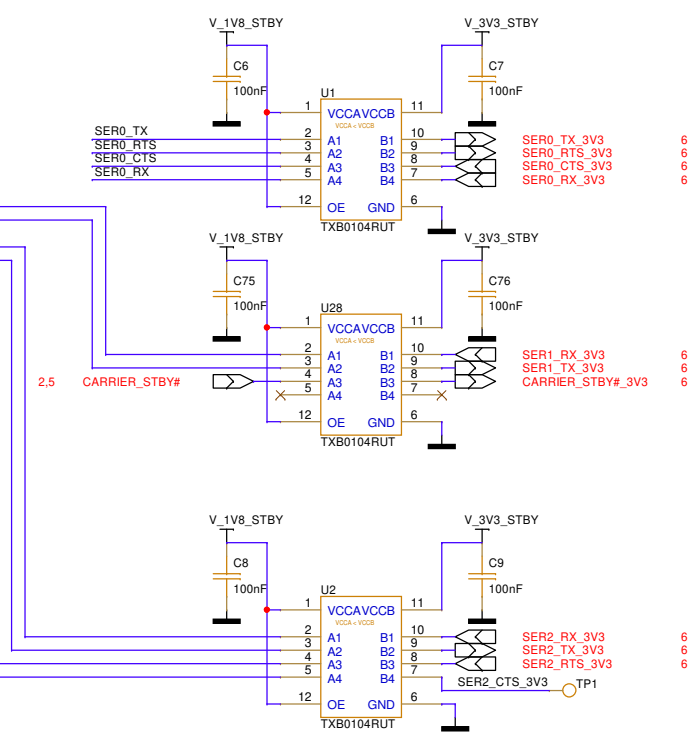 V_1V8_STBY V_3V3_STBY
C6 C7
100nF 100nF
U1
1 VCCAVCCB 11
VCCA < VCCB
SER0_TX 2 A1 B1 10 SER0_TX_3V3 6
SER0_RTS 3 A2 B2 9 SER0_RTS_3V3 6
SER0_CTS 4 A3 B3 8 SER0_CTS_3V3 6
SER0_RX 5 A4 B4 7 SER0_RX_3V3 6
12 OE GND 6
TXB0104RUT
V_1V8_STBY V_3V3_STBY
C75 C76
100nF 100nF
U28
1 VCCAVCCB 11
VCCA < VCCB
2 A1 B1 10 SER1_RX_3V3 6
3 A2 B2 9 SER1_TX_3V3 6
2,5 CARRIER_STBY# 4 A3 B3 8 CARRIER_STBY#_3V3 6
5 A4 B4 7
12 OE GND 6
TXB0104RUT
V_1V8_STBY V_3V3_STBY
C8 C9
100nF 100nF
U2
1 VCCAVCCB 11
VCCA < VCCB
2 A1 B1 10 SER2_RX_3V3 6
3 A2 B2 9 SER2_TX_3V3 6
4 A3 B3 8 SER2_RTS_3V3 6
5 A4 B4 7 SER2_CTS_3V3 TP1
12 OE GND 6
TXB0104RUT